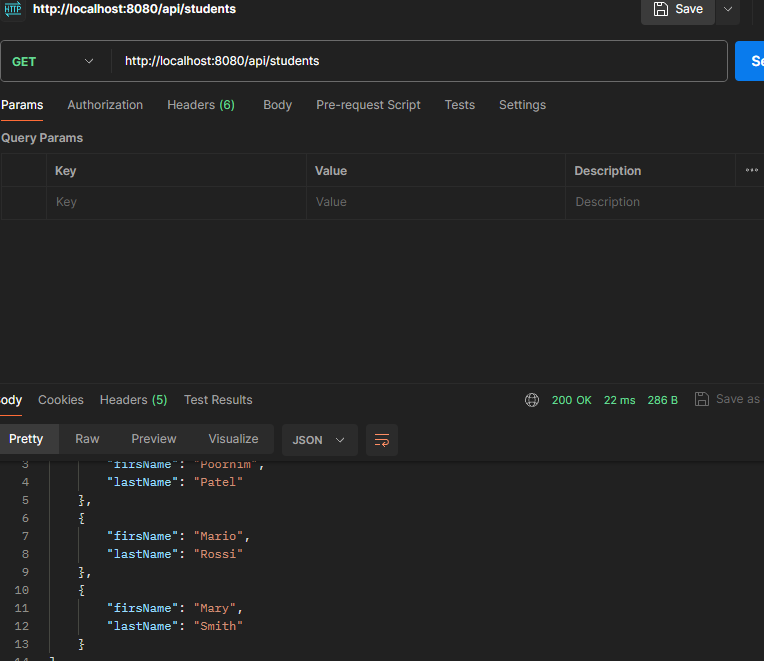 HTTP http://localhost:8080/api/students Save
GET http://localhost:8080/api/students
Params Authorization Headers (6) Body Pre-request Script Tests Settings
Query Params
Key Value Description
Key Value Description
Cookies Headers (5) Test Results 200 OK 22 ms 286 B Save as
Pretty Raw Preview Visualize JSON
3 "firsName": "Poornim",
4 "lastName": "Patel"
5 },
6 {
7 "firsName": "Mario",
8 "lastName": "Rossi"
9 },
10 {
11 "firsName": "Mary",
12 "lastName": "Smith"
13 }
14 ]